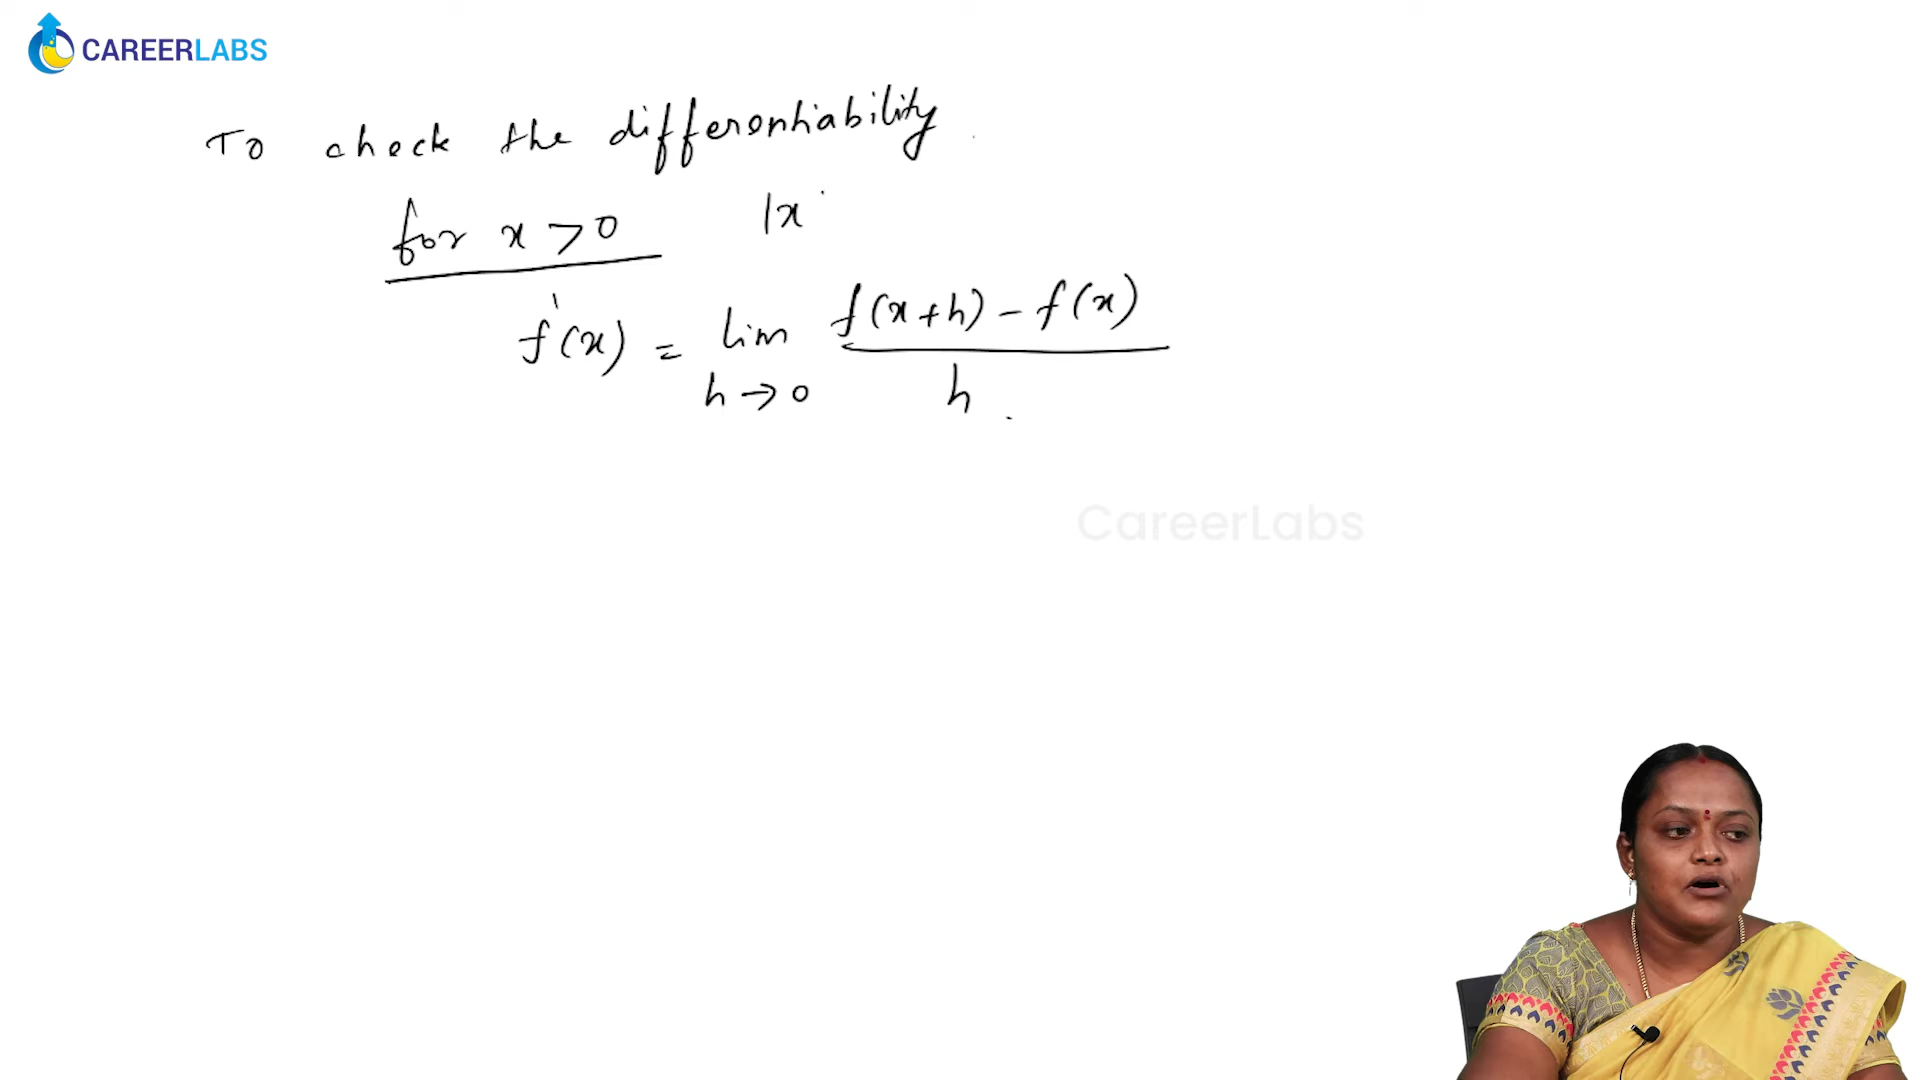 CAREERLABS
To check the differentiability
for x > 0 |x
f'(x) = lim f(x+h) - f(x)
h → 0 h
CareerLabs